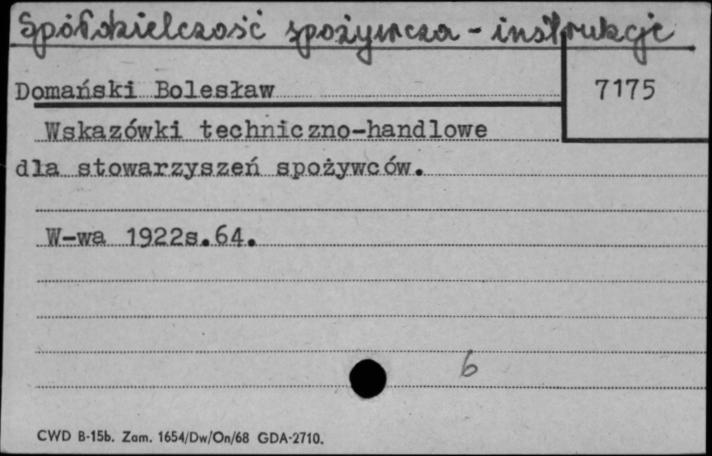 Spółdzielczość spożywcza - instrukcje
Domański Bolesław
7175
Wskazówki techniczno-handlowe
dla stowarzyszeń spożywców.
W-wa 1922s.64.
6
CWD B-15b. Zam. 1654/Dw/On/68 GDA-2710.